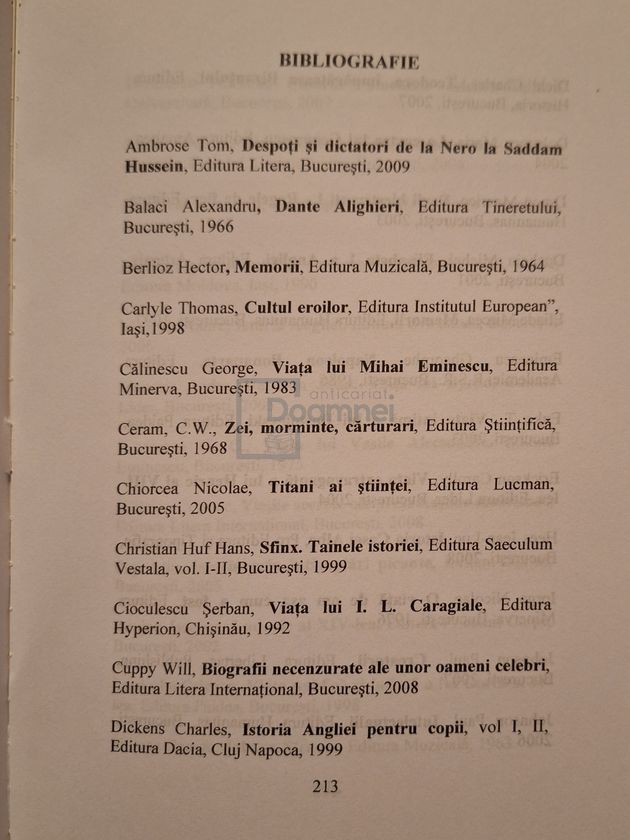 BIBLIOGRAFIE
Ambrose Tom, Despoţi şi dictatori de la Nero la Saddam
Hussein, Editura Litera, Bucureşti, 2009
Balaci Alexandru, Dante Alighieri, Editura Tineretului,
Bucureşti, 1966
Berlioz Hector, Memorii, Editura Muzicală, Bucureşti, 1964
Carlyle Thomas, Cultul eroilor, Editura Institutul European”,
Iaşi,1998
Călinescu George, Viaţa lui Mihai Eminescu, Editura
Minerva, Bucureşti, 1983
anticariat
Doamnei
Ceram, C.W., Zei, morminte, cărturari, Editura Ştiinţifică,
Bucureşti, 1968
Chiorcea Nicolae, Titani ai ştiinţei, Editura Lucman,
Bucureşti, 2005
Christian Huf Hans, Sfinx. Tainele istoriei, Editura Saeculum
Vestala, vol. I-II, Bucureşti, 1999
Cioculescu Şerban, Viaţa lui I. L. Caragiale, Editura
Hyperion, Chişinău, 1992
Cuppy Will, Biografii necenzurate ale unor oameni celebri,
Editura Litera Internaţional, Bucureşti, 2008
Dickens Charles, Istoria Angliei pentru copii, vol I, II,
Editura Dacia, Cluj Napoca, 1999
213